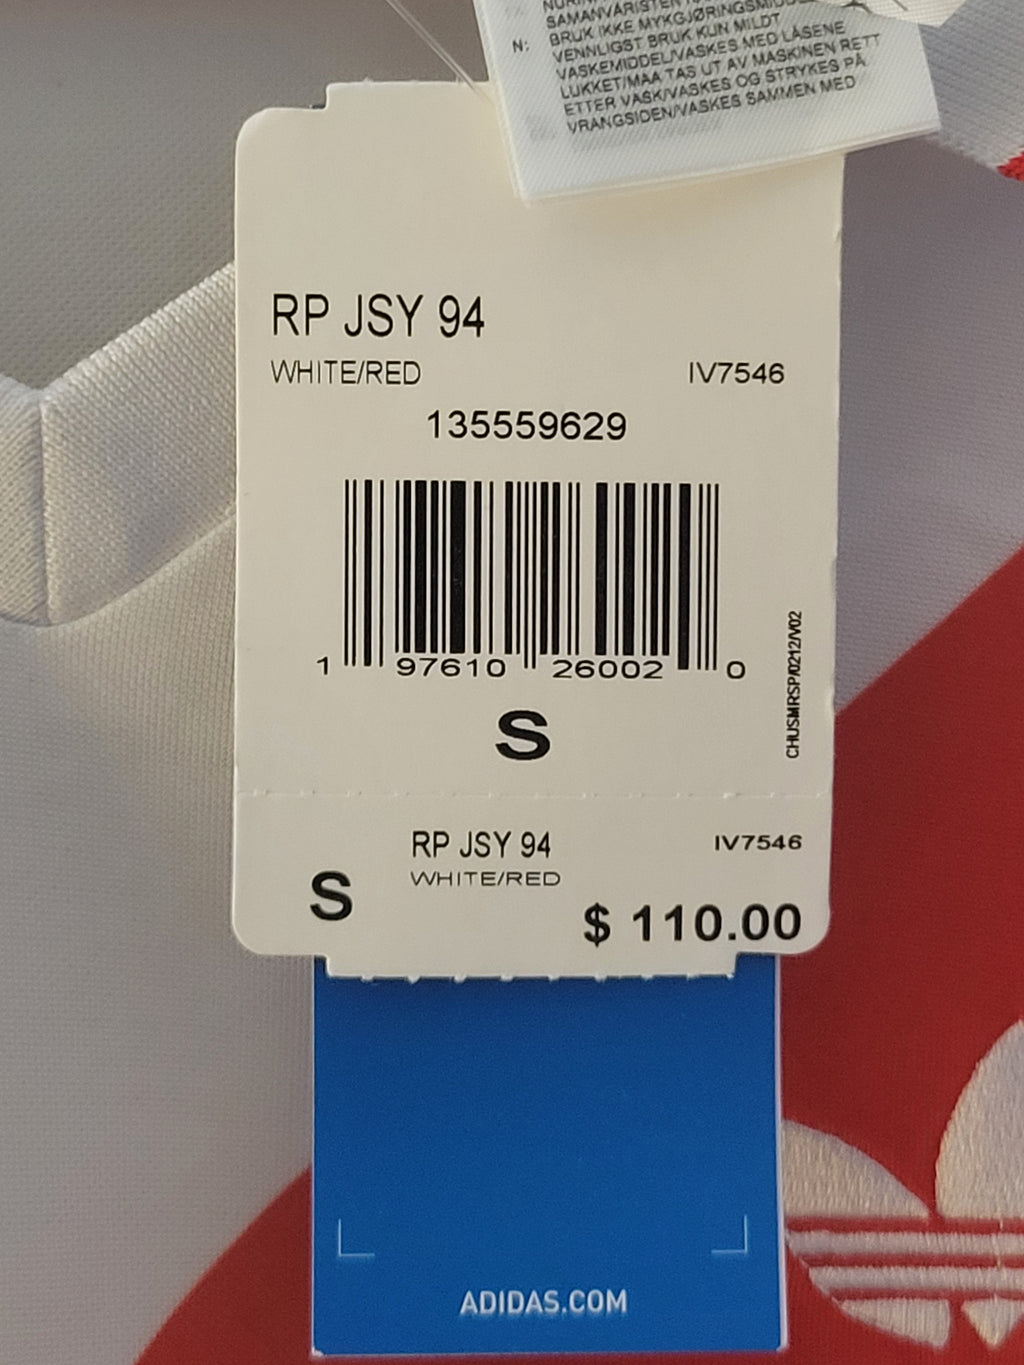 SAMANVÄRISTEN
N: BRUK IKKE MYKGJØRINGSMIDDEL
VENNLIGST BRUK KUN MILDT
VASKEMIDDEL/VASKES MED LÅSENE
LUKKET/MAA TAS UT AV MASKINEN RETT
ETTER VASK/VASKES OG STRYKES PÅ
VRANGSIDEN/VASKES SAMMEN MED
RP JSY 94
WHITE/RED IV7546
135559629
1 97610 26002 0
CHUSMRSP/0212/V02
S
RP JSY 94 IV7546
WHITE/RED
S
$ 110.00
ADIDAS.COM